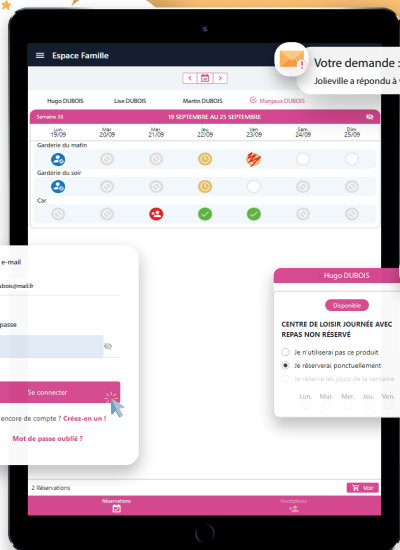 Espace Famille
Votre demande :
Jolieville a répondu à v
Hugo DUBOIS Lise DUBOIS Martin DUBOIS Margaux DUBOIS
Semaine 38 19 SEPTEMBRE AU 25 SEPTEMBRE
Lun. Mar. Mer. Jeu. Ven. Sam. Dim.
19/09 20/09 21/09 22/09 23/09 24/09 25/09
Garderie du matin
Garderie du soir
Car
e-mail
ubois@mail.fr
passe
Se connecter
encore de compte ? Créez-en un !
Mot de passe oublié ?
Hugo DUBOIS
Disponible
CENTRE DE LOISIR JOURNÉE AVEC
REPAS NON RÉSERVÉ
Je n'utiliserai pas ce produit
Je réserverai ponctuellement
Je réserve les jours de la semaine
Lun. Mar. Mer. Jeu. Ven.
2 Réservations Voir
Réservations Inscriptions